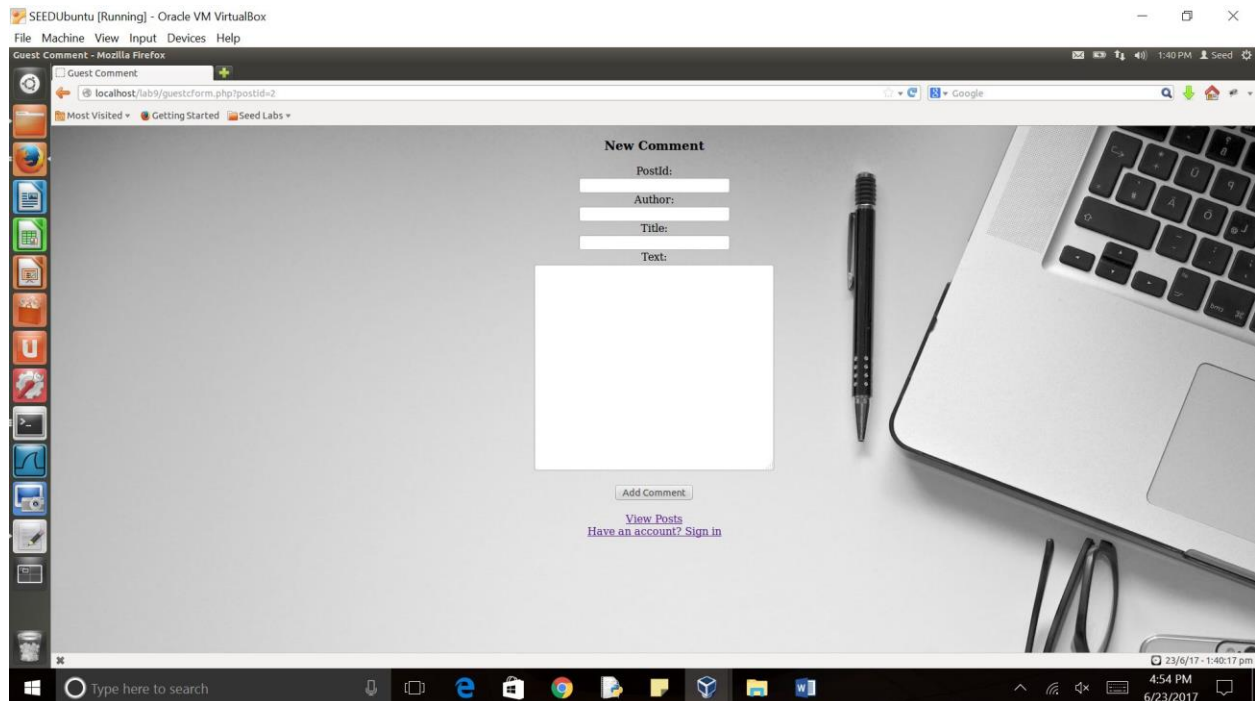 SEEDUbuntu [Running] - Oracle VM VirtualBox
File Machine View Input Devices Help
Guest Comment - Mozilla Firefox
1:40 PM Seed
Guest Comment
localhost/lab9/guestcform.php?postid=2
Google
Most Visited
Getting Started
Seed Labs
New Comment
PostId:
Author:
Title:
Text:
Add Comment
View Posts
Have an account? Sign in
23/6/17 - 1:40:17 pm
Type here to search
4:54 PM
6/23/2017